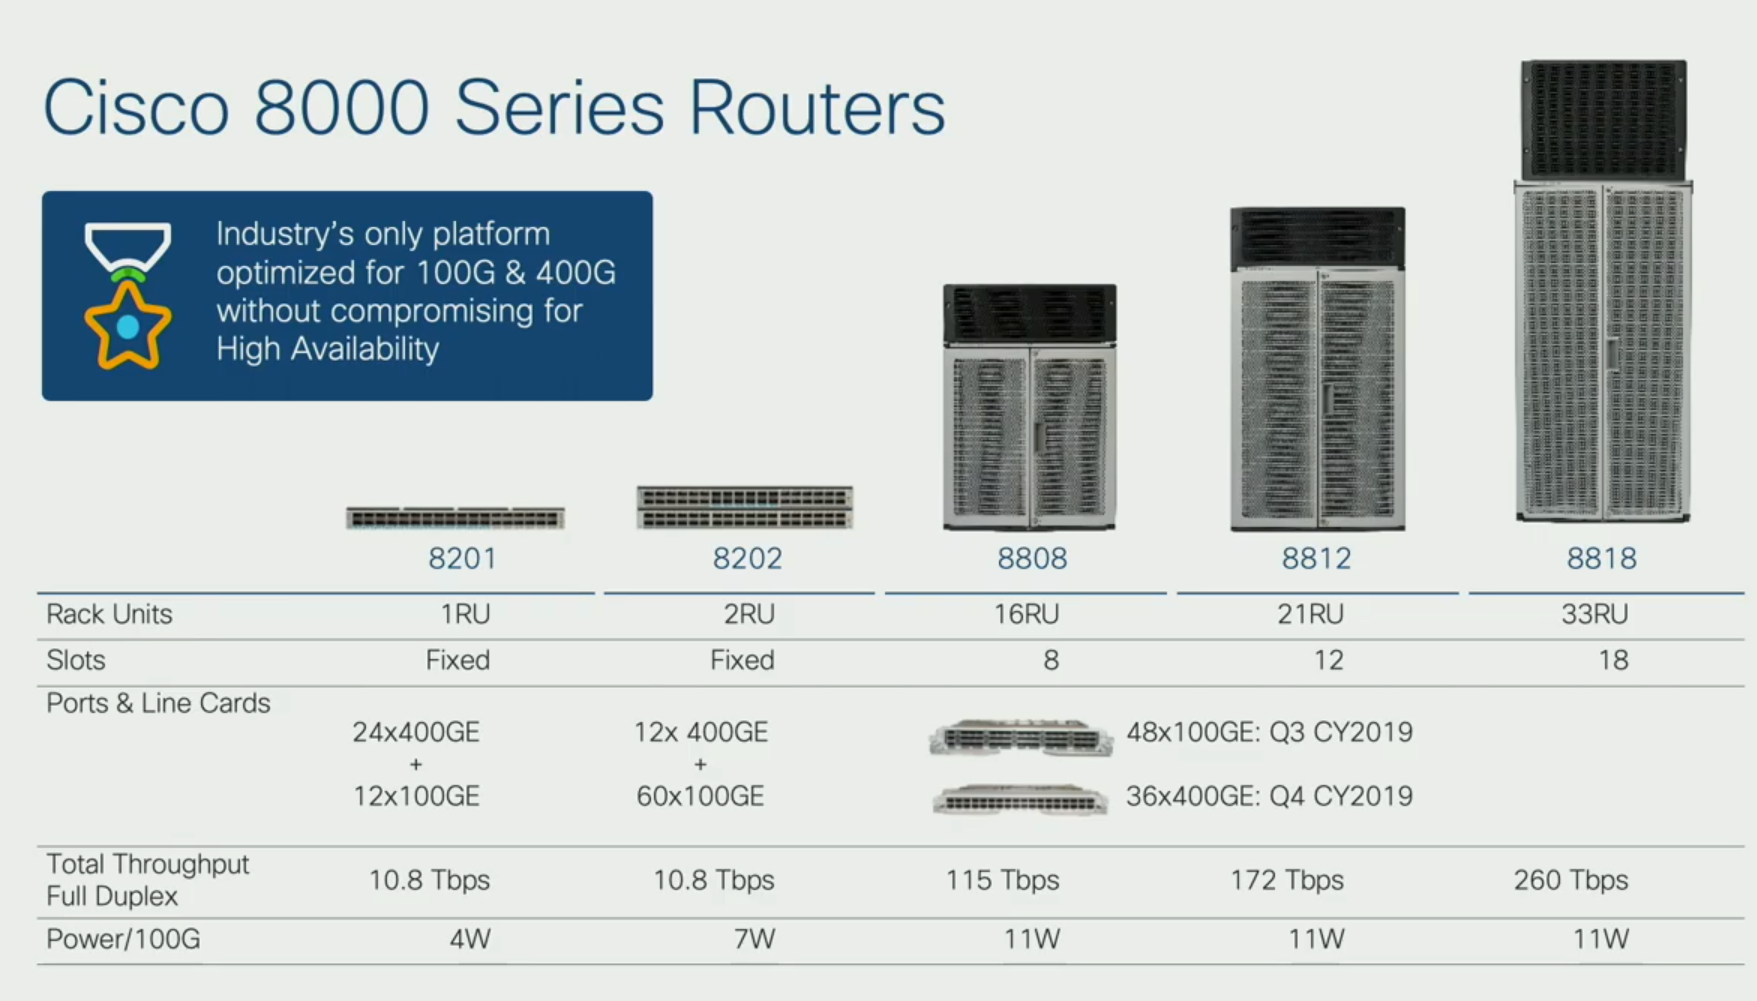 Cisco 8000 Series Routers
Industry's only platform
optimized for 100G & 400G
without compromising for
High Availability
8201 8202 8808 8812 8818
Rack Units 1RU 2RU 16RU 21RU 33RU
Slots Fixed Fixed 8 12 18
Ports & Line Cards
24x400GE 12x 400GE 48x100GE: Q3 CY2019
+ +
12x100GE 60x100GE 36x400GE: Q4 CY2019
Total Throughput
Full Duplex 10.8 Tbps 10.8 Tbps 115 Tbps 172 Tbps 260 Tbps
Power/100G 4W 7W 11W 11W 11W